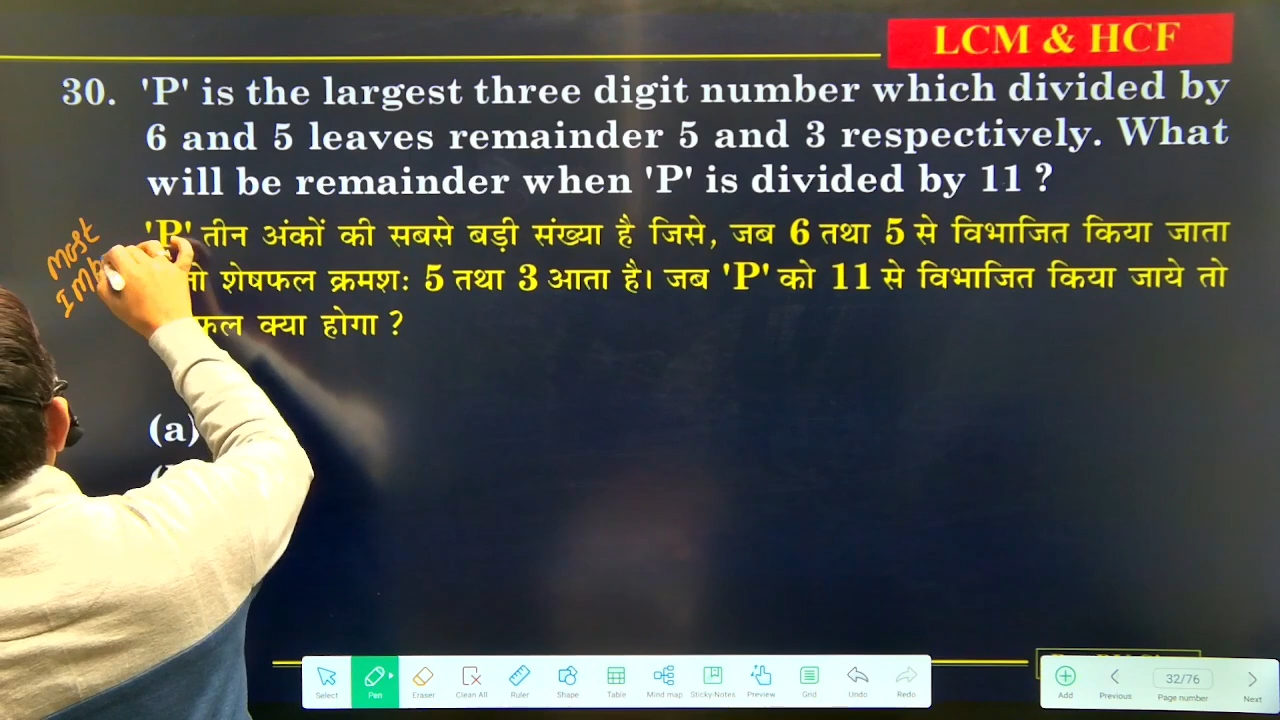 LCM & HCF
30. 'P' is the largest three digit number which divided by
6 and 5 leaves remainder 5 and 3 respectively. What
will be remainder when 'P' is divided by 11 ?
'P' तीन अंकों की सबसे बड़ी संख्या है जिसे, जब 6 तथा 5 से विभाजित किया जाता
शेषफल क्रमशः 5 तथा 3 आता है। जब 'P' को 11 से विभाजित किया जाये तो
क्या होगा ?
most
(a)
Select Pen Eraser Clean All Ruler Shape Table Mind map Sticky-Notes Preview Grid Undo Redo
Add Previous 32/76 Page number Next